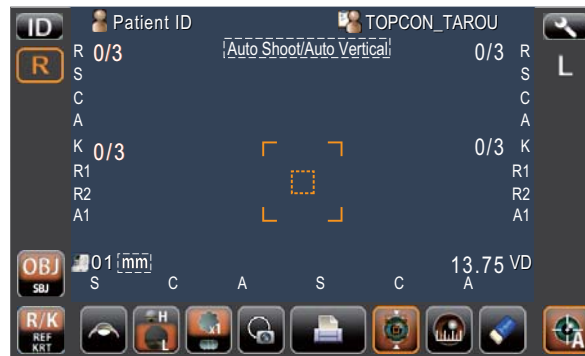 ID Patient ID TOPCON_TAROU
R R 0/3 Auto Shoot/Auto Vertical 0/3 R L
S S
C C
A A
K 0/3 0/3 K
R1 R1
R2 R2
A1 A1
OBJ 01 mm 13.75 VD
SBJ S C A S C A
R/K H x1
REF L
KRT A